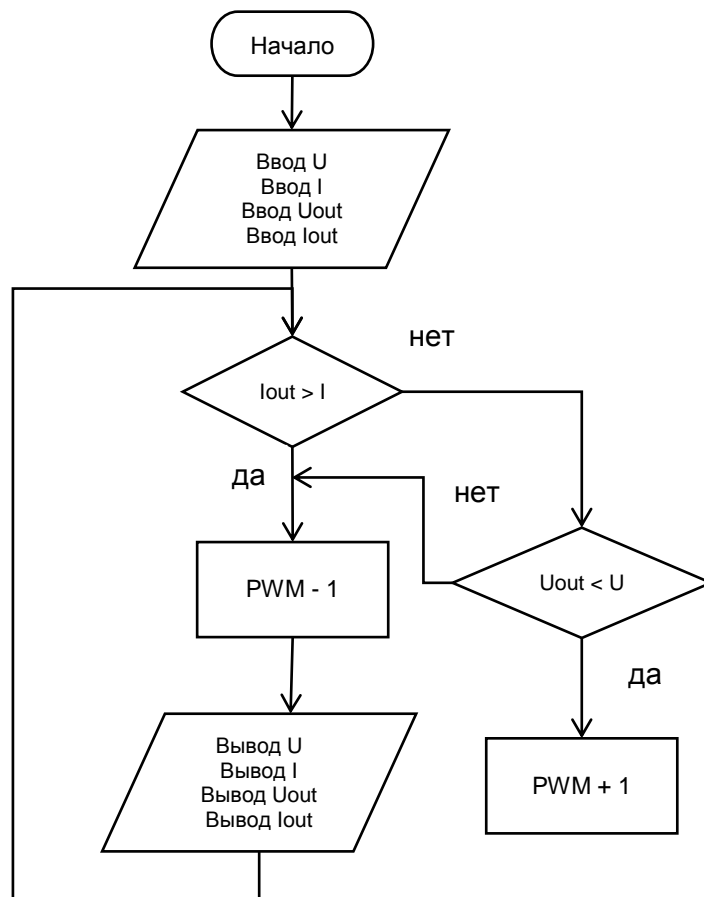 Начало
Ввод U
Ввод I
Ввод Uout
Ввод Iout
нет
Iout > I
да
нет
PWM - 1
Uout < U
да
Вывод U
Вывод I
Вывод Uout
Вывод Iout
PWM + 1